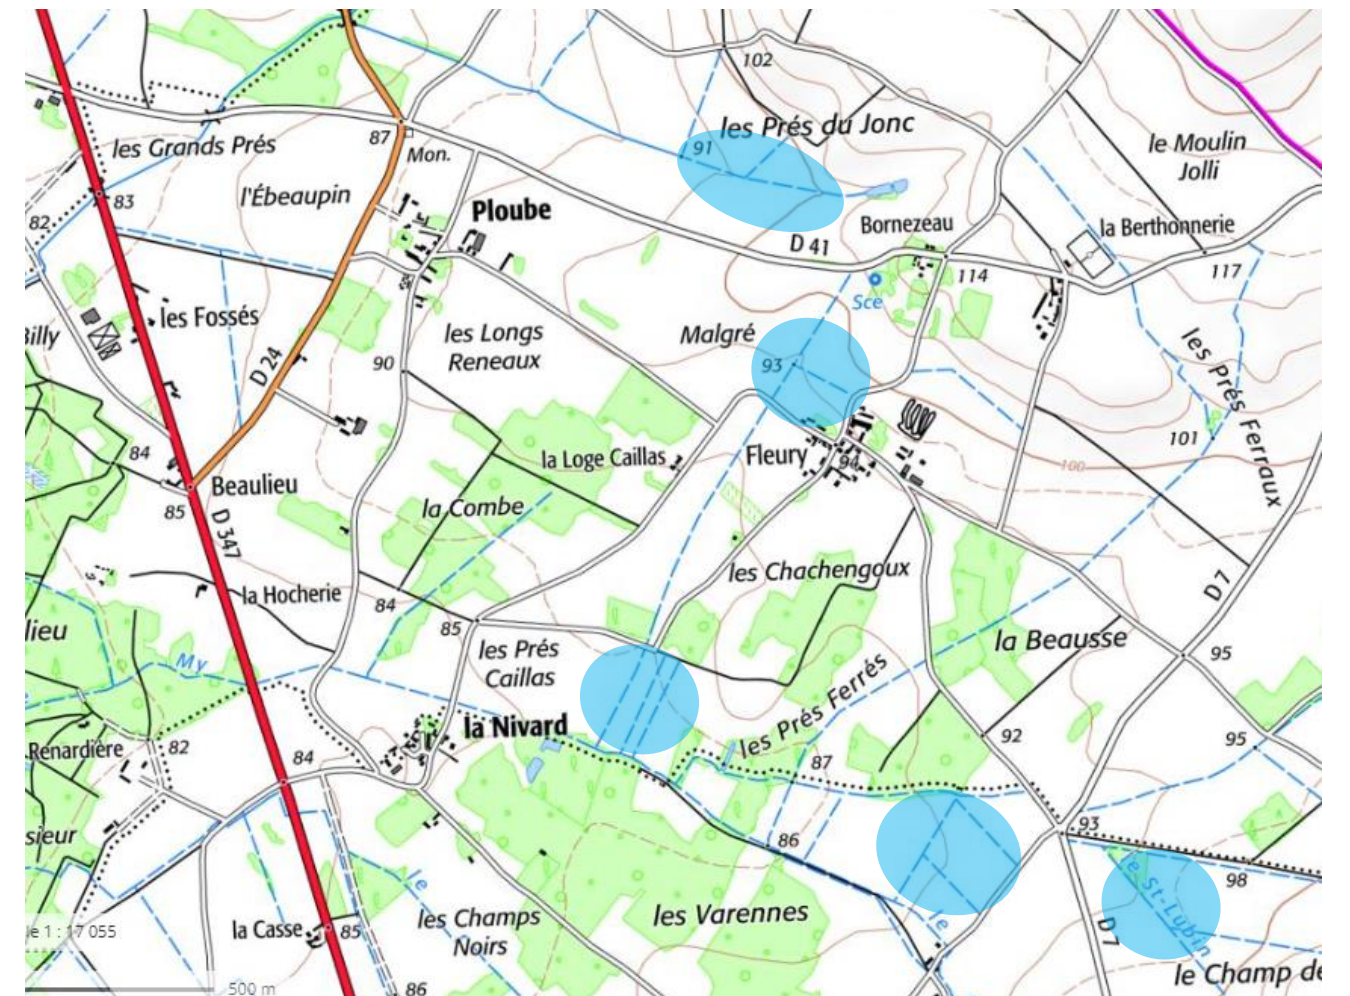 102
les Prés du Jonc
le Moulin
Jolli
87
Mon.
91
les Grands Prés
l'Ébeaupin
83
82
Ploube
Bornezeau
la Berthonnerie
D 41
114
117
Sce
les Fossés
Billy
les Longs
Reneaux
Malgré
93
90
D 24
les Prés Ferraux
101
100
84
la Loge Caillas
Fleury
94
Beaulieu
85
D 347
la Combe
les Chachengoux
D 7
la Hocherie
84
85
lieu
les Prés
Caillas
la Beausse
95
My
les Prés Ferrés
la Nivard
Renardière
82
84
92
95
87
93
86
sieur
98
le St-Lubin
le
les Champs
Noirs
les Varennes
la Casse
85
le
D 7
le 1 : 17 055
le Champ de
500 m
86